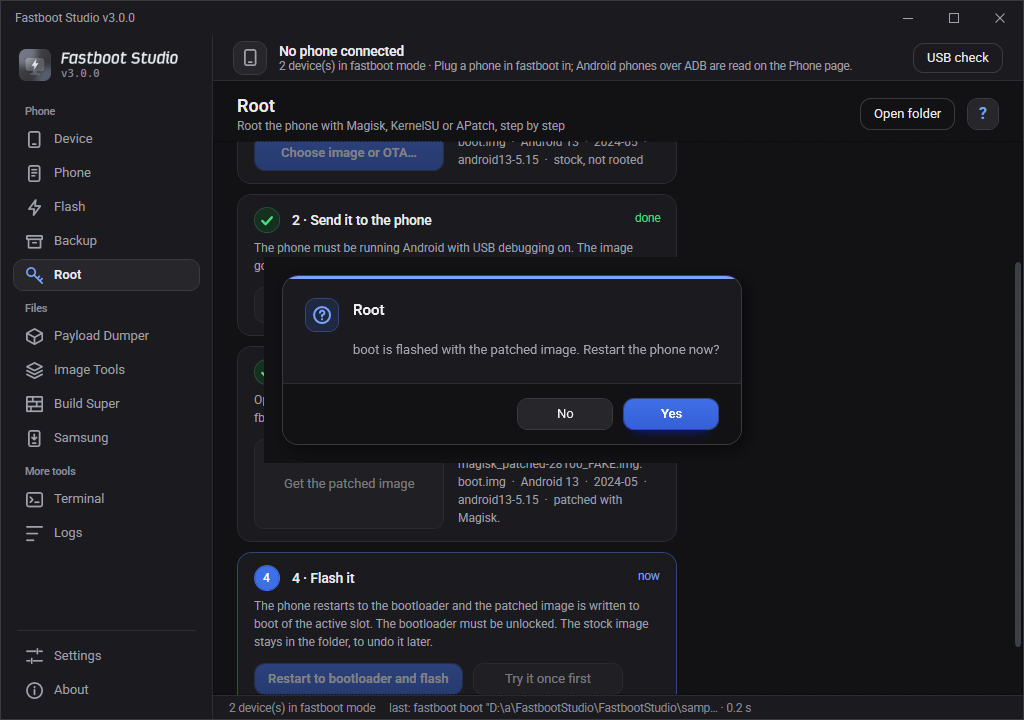 Fastboot Studio v3.0.0
Fastboot Studio
v3.0.0
Phone
Device
Phone
Flash
Backup
Root
Files
Payload Dumper
Image Tools
Build Super
Samsung
More tools
Terminal
Logs
Settings
About
No phone connected
2 device(s) in fastboot mode · Plug a phone in fastboot in; Android phones over ADB are read on the Phone page.
USB check
Root
Root the phone with Magisk, KernelSU or APatch, step by step
Open folder
?
Choose image or OTA...
boot.img · Android 13 · 2024-05 ·
android13-5.15 · stock, not rooted
2 · Send it to the phone
done
The phone must be running Android with USB debugging on. The image
Root
boot is flashed with the patched image. Restart the phone now?
No
Yes
Get the patched image
magisk_patched-28100_FAKE.img:
boot.img · Android 13 · 2024-05 ·
android13-5.15 · patched with
Magisk.
4
4 · Flash it
now
The phone restarts to the bootloader and the patched image is written to
boot of the active slot. The bootloader must be unlocked. The stock image
stays in the folder, to undo it later.
Restart to bootloader and flash
Try it once first
2 device(s) in fastboot mode
last: fastboot boot "D:\a\FastbootStudio\FastbootStudio\samp... · 0.2 s